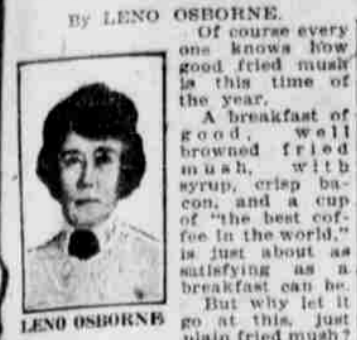 By LENO OSBORNE.
Of course every
one knows how
good fried mush
is this time of
the year.
A breakfast of
good, well
browned fried
mush, with
syrup, crisp ba-
con, and a cup
of "the best cof-
fee in the world,"
is just about as
satisfying as a
breakfast can be.
But why let it
go at this, just
plain fried mush?
LENO OSBORNE